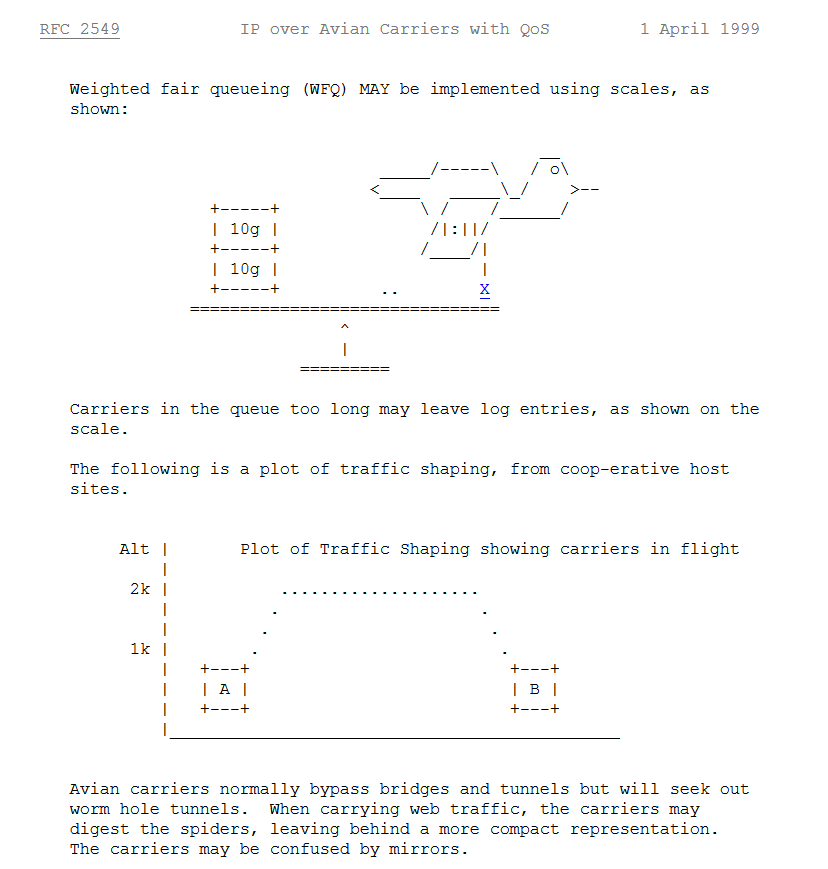 RFC 2549 IP over Avian Carriers with QoS 1 April 1999
Weighted fair queueing (WFQ) MAY be implemented using scales, as
shown:
                                               __
                               _____/-----\   / o\
                              <____   _____\_/    >--
              +-----+              \ /    /______/
              | 10g |               /|:||/
              +-----+              /____/|
              | 10g |                    |
              +-----+          ..        X
            ===============================
                           ^
                           |
                       =========
Carriers in the queue too long may leave log entries, as shown on the
scale.
The following is a plot of traffic shaping, from coop-erative host
sites.
     Alt |       Plot of Traffic Shaping showing carriers in flight
         |
      2k |           ....................
         |          .                    .
         |         .                      .
      1k |        .                        .
         |   +---+                          +---+
         |   | A |                          | B |
         |   +---+                          +---+
         |_____________________________________________
Avian carriers normally bypass bridges and tunnels but will seek out
worm hole tunnels.  When carrying web traffic, the carriers may
digest the spiders, leaving behind a more compact representation.
The carriers may be confused by mirrors.